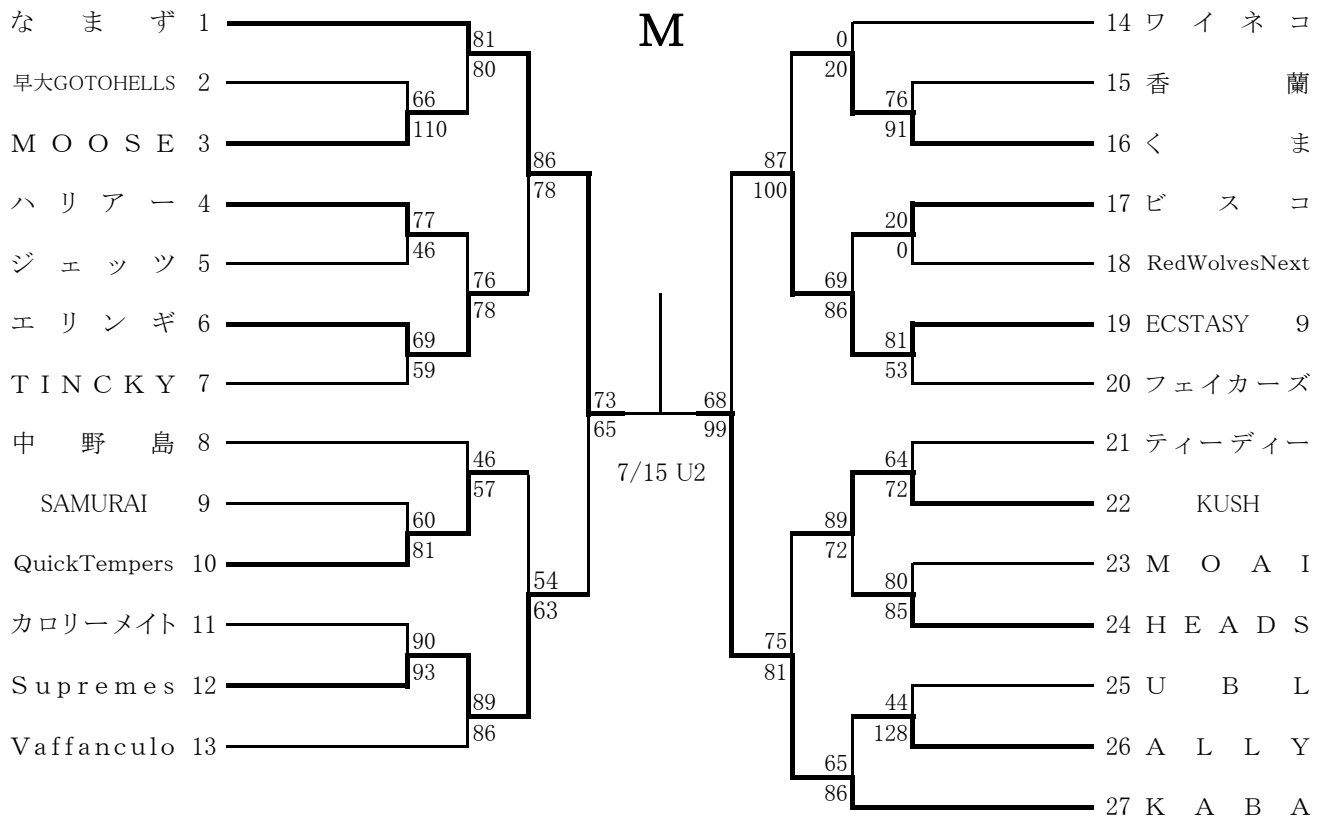 M
なまず 1
81
80
早大GOTOHELLS 2
66
110
MOOSE 3
86
78
ハリアー 4
77
46
ジェッツ 5
76
78
エリンギ 6
69
59
TINCKY 7
73
65
中野島 8
46
57
SAMURAI 9
60
81
QuickTempers 10
54
63
カロリーメイト 11
90
93
Supremes 12
89
86
Vaffanculo 13
7/15 U2
14 ワイネコ
0
20
15 香蘭
76
91
16 くま
87
100
17 ビスコ
20
0
18 RedWolvesNext
69
86
19 ECSTASY 9
81
53
20 フェイカーズ
68
99
21 ティーディー
64
72
22 KUSH
89
72
23 MOAI
80
85
24 HEADS
75
81
25 UBL
44
128
26 ALLY
65
86
27 KABA